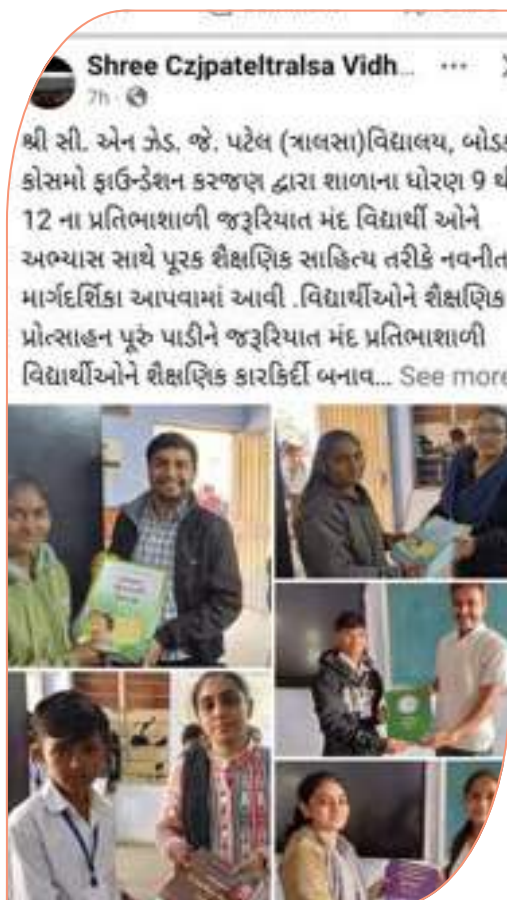 Shree Czjpateltralsa Vidh...
7h
શ્રી સી. એન ઝેડ. જે. પટેલ (ત્રાલસા)વિદ્યાલય,
કોસમો ફાઉન્ડેશન કરજણ દ્વારા શાળાના ધોરણ 9 થી
12 ના પ્રતિભાશાળી જરૂરિયાત મંદ વિદ્યાર્થી ઓને
અભ્યાસ સાથે પૂરક શૈક્ષણિક સાહિત્ય તરીકે નવનીત
માર્ગદર્શિકા આપવામાં આવી .વિદ્યાર્થીઓને શૈક્ષણિક
પ્રોત્સાહન પૂરું પાડીને જરૂરિયાત મંદ પ્રતિભાશાળી
વિદ્યાર્થીઓને શૈક્ષણિક કારકિર્દી બનાવ... See more